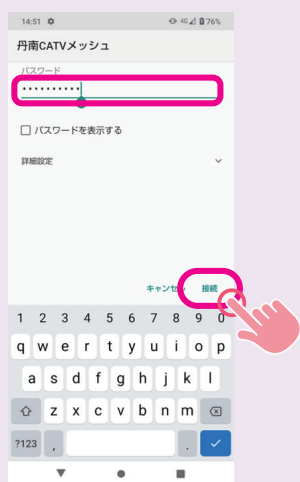 14:51 4G 76%
丹南CATVメッシュ
パスワード
••••••••••
パスワードを表示する
詳細設定
キャンセル 接続
1 2 3 4 5 6 7 8 9 0
q w e r t y u i o p
a s d f g h j k l
z x c v b n m
?123 , .